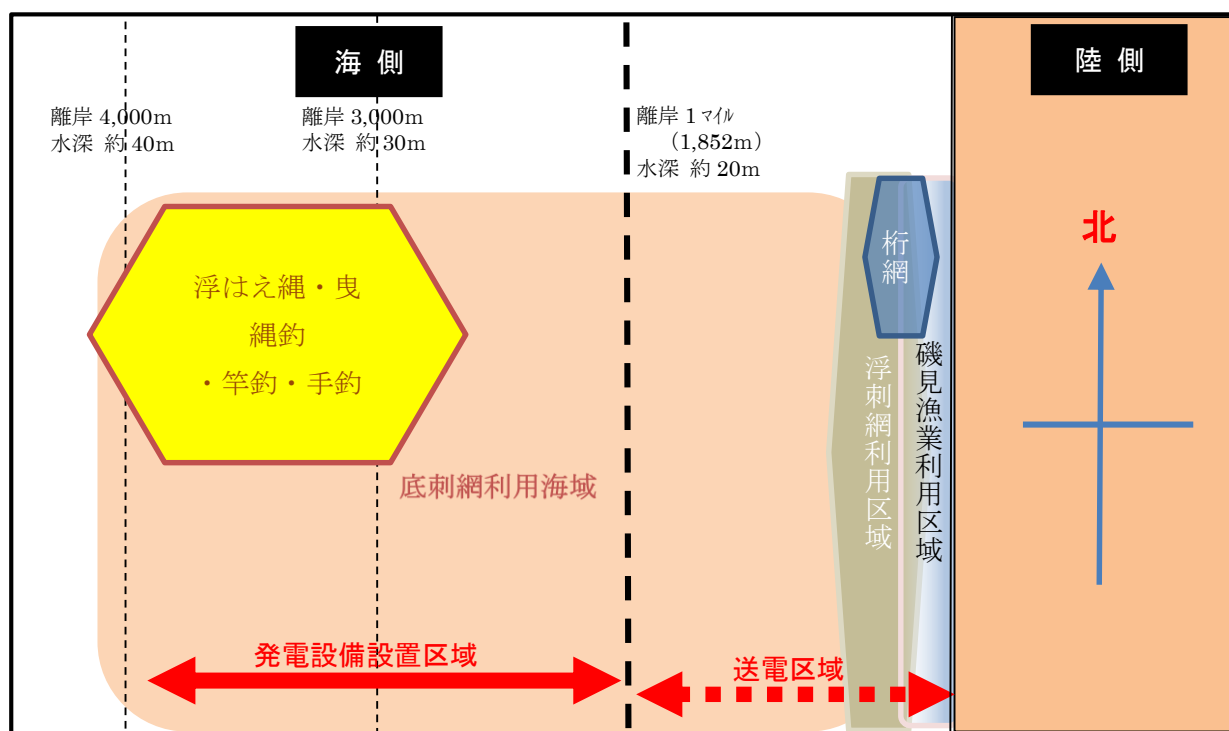 海 側
陸 側
離岸 4,000m
水深 約 40m
離岸 3,000m
水深 約 30m
離岸 1 マイル
(1,852m)
水深 約 20m
浮はえ縄・曳
縄釣
・竿釣・手釣
底刺網利用海域
桁網
浮刺網利用区域
磯見漁業利用区域
北
発電設備設置区域
送電区域